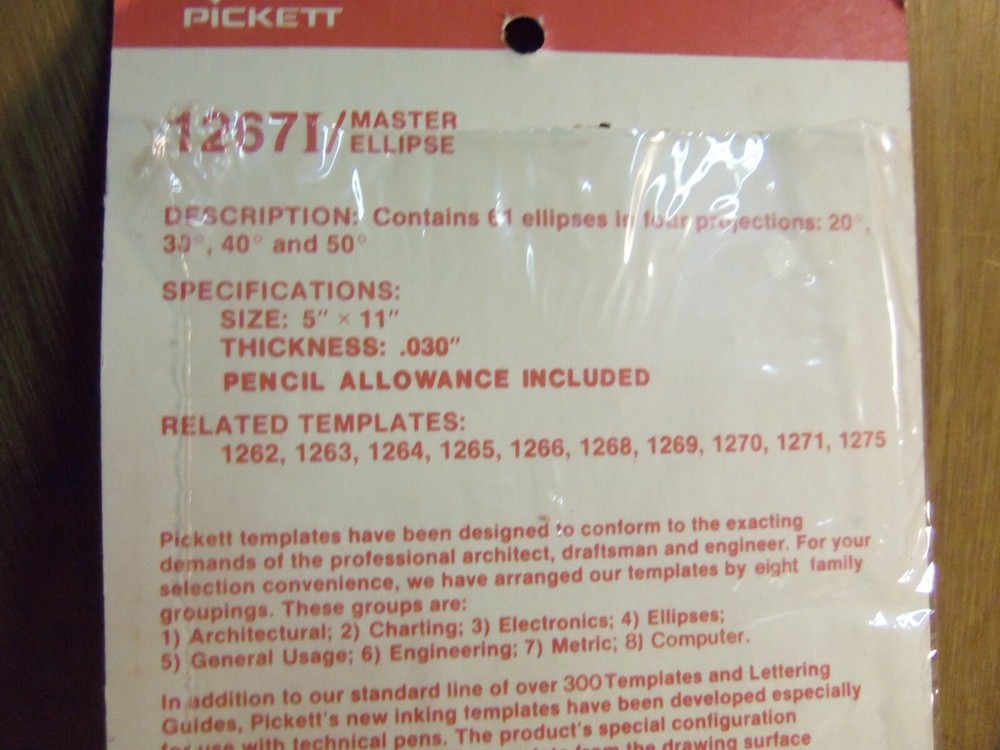 PICKETT
1267I/ MASTER ELLIPSE
DESCRIPTION: Contains 61 ellipses in four projections: 20°,
30°, 40° and 50°
SPECIFICATIONS:
SIZE: 5" × 11"
THICKNESS: .030"
PENCIL ALLOWANCE INCLUDED
RELATED TEMPLATES:
1262, 1263, 1264, 1265, 1266, 1268, 1269, 1270, 1271, 1275
Pickett templates have been designed to conform to the exacting
demands of the professional architect, draftsman and engineer. For your
selection convenience, we have arranged our templates by eight family
groupings. These groups are:
1) Architectural; 2) Charting; 3) Electronics; 4) Ellipses;
5) General Usage; 6) Engineering; 7) Metric; 8) Computer.
In addition to our standard line of over 300 Templates and Lettering
Guides, Pickett's new inking templates have been developed especially
for use with technical pens. The product's special configuration
from the drawing surface